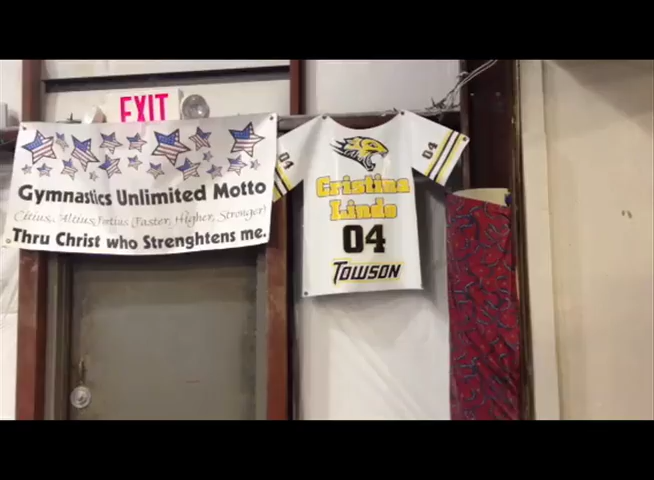 EXIT
Gymnastics Unlimited Motto
Citius, Altius, Fortius (Faster, Higher, Stronger)
Thru Christ who Strenghtens me.
04
04
Cristina
Lindo
04
TOWSON